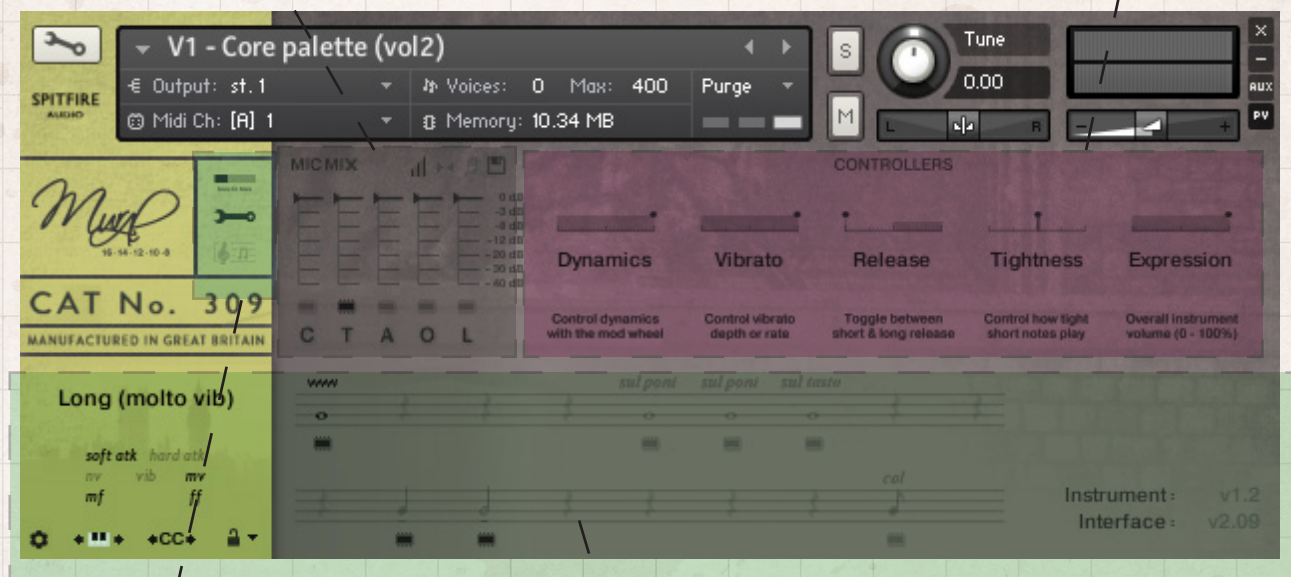 V1 - Core palette (vol2)
S
Tune
X
SPITFIRE
AUDIO
Output: st.1
Voices: 0 Max: 400
Purge
0.00
AUX
Midi Ch: [A] 1
Memory: 10.34 MB
M
L
R
PV
MIC MIX
CONTROLLERS
Mural
16-14-12-10-8
0 dB
-3 dB
-12 dB
-20 dB
-30 dB
-60 dB
Dynamics
Vibrato
Release
Tightness
Expression
CAT No. 309
MANUFACTURED IN GREAT BRITAIN
C T A O L
Control dynamics
with the mod wheel
Control vibrato
depth or rate
Toggle between
short & long release
Control how tight
short notes play
Overall instrument
volume (0 - 100%)
Long (molto vib)
sul pont sul pont sul tasto
soft atk hard atk
nv vib mv
mf ff
col
Instrument: v1.2
Interface: v2.09
CC